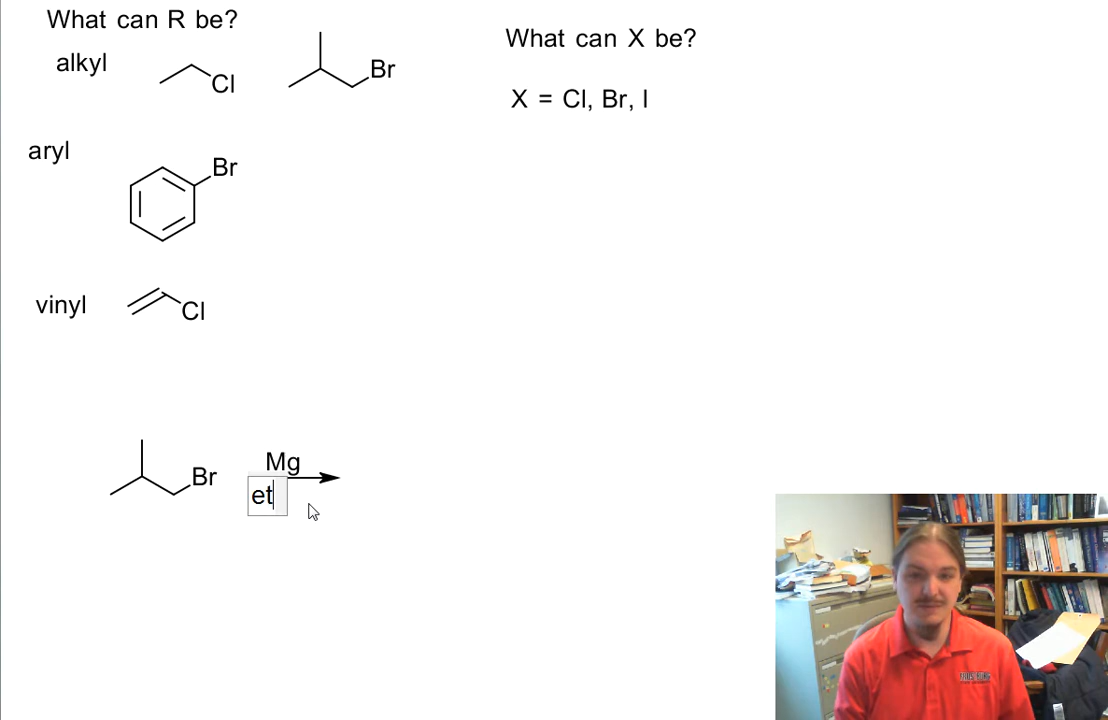 What can R be?
alkyl
Cl
Br
aryl
Br
vinyl
Cl
Br
Mg
et
What can X be?
X = Cl, Br, I